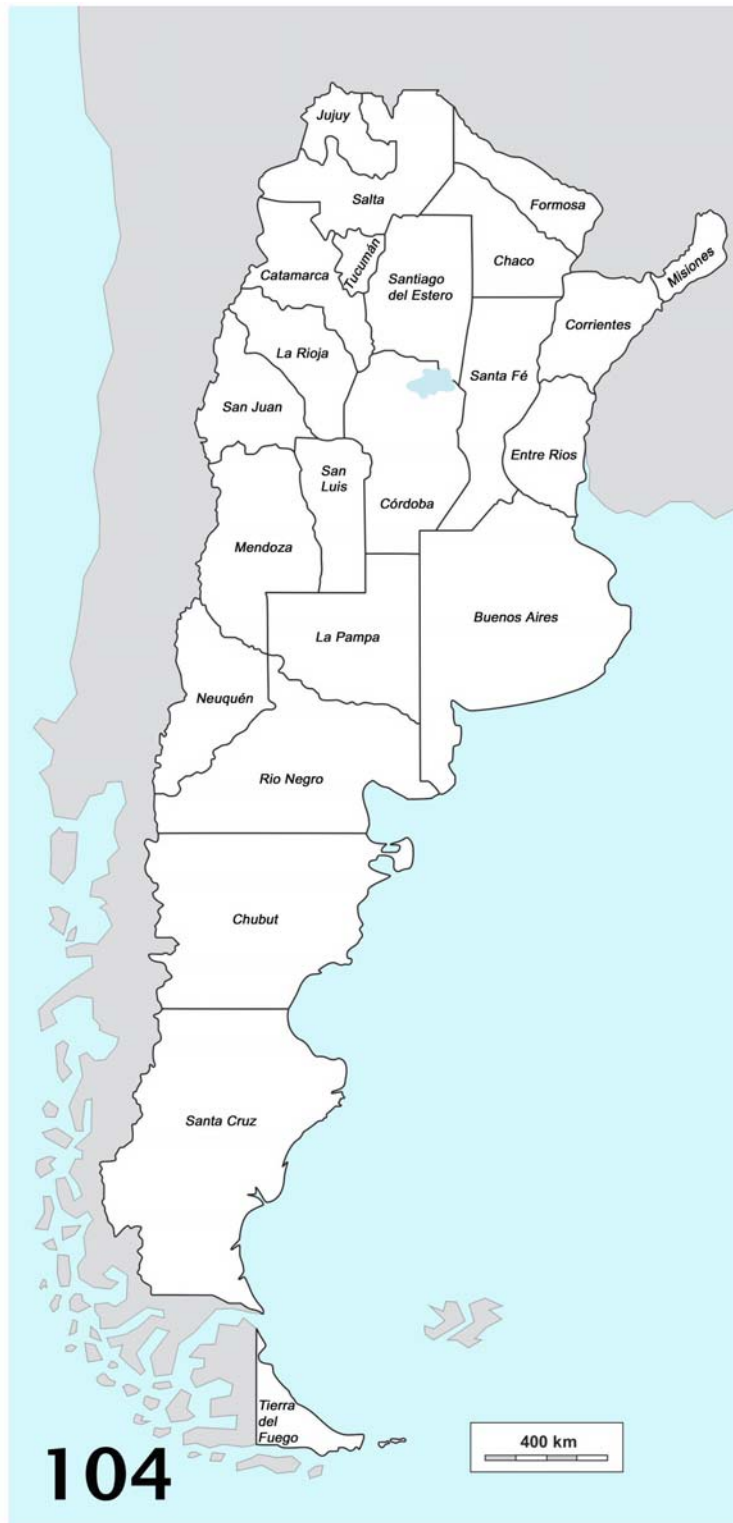 Jujuy
Salta
Formosa
Chaco
Misiones
Catamarca
Tucumán
Santiago
del Estero
Corrientes
La Rioja
Santa Fé
San Juan
Entre Rios
San
Luis
Córdoba
Mendoza
Buenos Aires
La Pampa
Neuquén
Rio Negro
Chubut
Santa Cruz
Tierra
del
Fuego
400 km
104